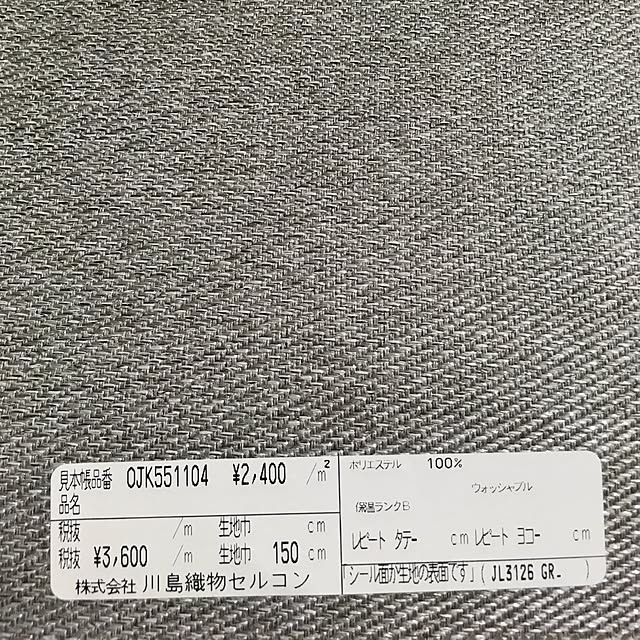 見本帳品番 OJK551104 ¥2,400 /m²
品名
税抜 /m 生地巾 cm
税抜 ¥3,600 /m 生地巾 150 cm
株式会社 川島織物セルコン
ポリエステル 100%
ウォッシャブル
保温ランクB
レピート タテー cm レピート ヨコー cm
「シール面が生地の表面です」( JL3126 GR- )